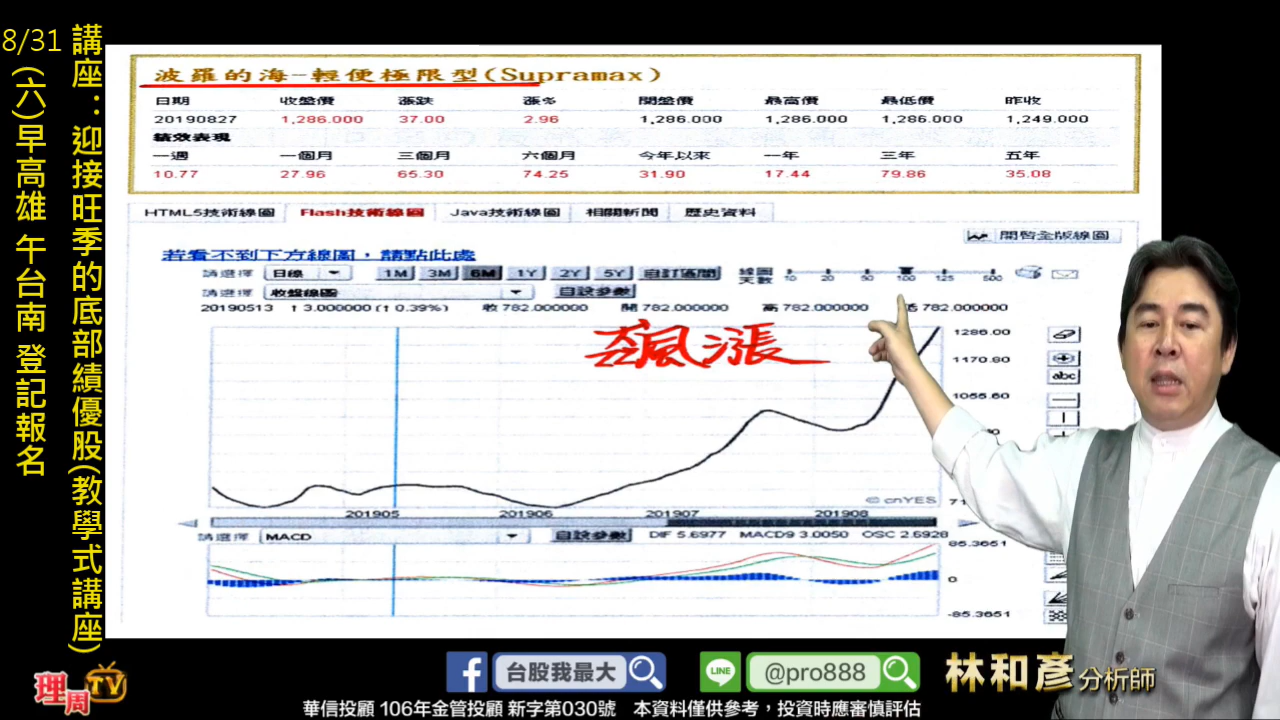 8/31(六)早高雄 午台南 登記報名
講座：迎接旺季的底部績優股(教學式講座)
波羅的海-輕便極限型(Supramax)
日期 收盤價 漲跌 漲% 開盤價 最高價 最低價 昨收
20190827 1,286.000 37.00 2.96 1,286.000 1,286.000 1,286.000 1,249.000
績效表現
一週 一個月 三個月 六個月 今年以來 一年 三年 五年
10.77 27.96 65.30 74.25 31.90 17.44 79.86 35.08
HTML5技術線圖 Flash技術線圖 Java技術線圖 相關新聞 歷史資料
開啓全版線圖
若看不到下方線圖，請點此處
請選擇 日線 1M 3M 6M 1Y 2Y 5Y 自訂區間 線圖天數 10 20 50 100 125 500
請選擇 收盤線圖 自設參數
20190513 ↑ 3.000000 (↑ 0.39%) 收 782.000000 開 782.000000 高 782.000000 782.000000
飆漲
1286.00
1170.80
abc
1055.60
© cnYES
201905 201906 201907 201908
請選擇 MACD 自設參數 DIF 5.6977 MACD9 3.0050 OSC 2.6928
85.3651
0
-85.3651
理周TV
台股我最大
LINE @pro888
林和彥分析師
華信投顧 106年金管投顧 新字第030號 本資料僅供參考，投資時應審慎評估